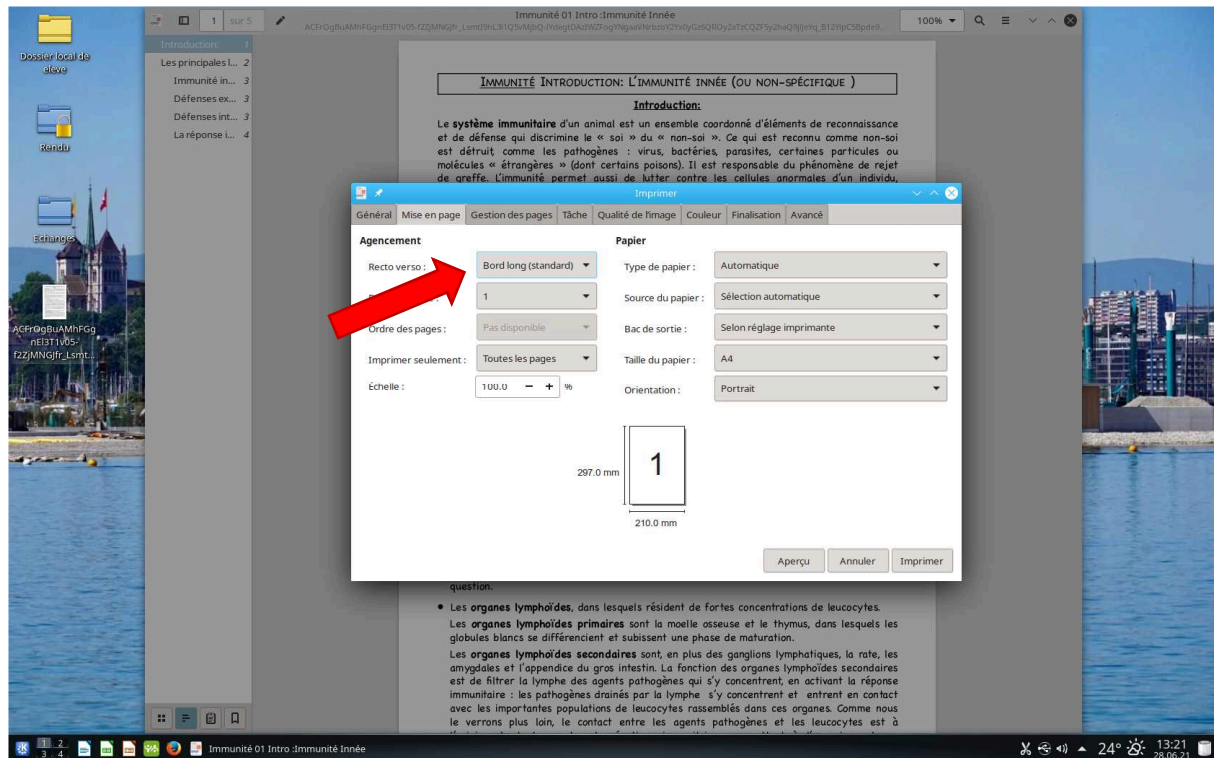 Dossier local de
eleve
Rendu
Echanges
ACFrOgBuAMhFGg
nEl3T1v05-
f2ZjMNGJfr_Lsmt...
1 sur 5
Immunité 01 Intro :Immunité Innée
100%
Introduction: 1
Les principales l... 2
Immunité in... 3
Défenses ex... 3
Défenses int... 3
La réponse i... 4
IMMUNITÉ INTRODUCTION: L'IMMUNITÉ INNÉE (OU NON-SPÉCIFIQUE )
Introduction:
Le système immunitaire d'un animal est un ensemble coordonné d'éléments de reconnaissance
et de défense qui discrimine le « soi » du « non-soi ». Ce qui est reconnu comme non-soi
est détruit, comme les pathogènes : virus, bactéries, parasites, certaines particules ou
molécules « étrangères » (dont certains poisons). Il est responsable du phénomène de rejet
de greffe. L'immunité permet aussi de lutter contre les cellules anormales d'un individu,
Imprimer
Général Mise en page Gestion des pages Tâche Qualité de l'image Couleur Finalisation Avancé
Agencement
Recto verso : Bord long (standard)
1
Ordre des pages : Pas disponible
Imprimer seulement : Toutes les pages
Échelle : 100.0 − + %
Papier
Type de papier : Automatique
Source du papier : Sélection automatique
Bac de sortie : Selon réglage imprimante
Taille du papier : A4
Orientation : Portrait
297.0 mm
1
210.0 mm
Aperçu Annuler Imprimer
question.
• Les organes lymphoïdes, dans lesquels résident de fortes concentrations de leucocytes.
Les organes lymphoïdes primaires sont la moelle osseuse et le thymus, dans lesquels les
globules blancs se différencient et subissent une phase de maturation.
Les organes lymphoïdes secondaires sont, en plus des ganglions lymphatiques, la rate, les
amygdales et l'appendice du gros intestin. La fonction des organes lymphoïdes secondaires
est de filtrer la lymphe des agents pathogènes qui s'y concentrent, en activant la réponse
immunitaire : les pathogènes drainés par la lymphe s'y concentrent et entrent en contact
avec les importantes populations de leucocytes rassemblés dans ces organes. Comme nous
le verrons plus loin, le contact entre les agents pathogènes et les leucocytes est à
1 2
3 4
Immunité 01 Intro :Immunité Innée
24°
13:21
28.06.21